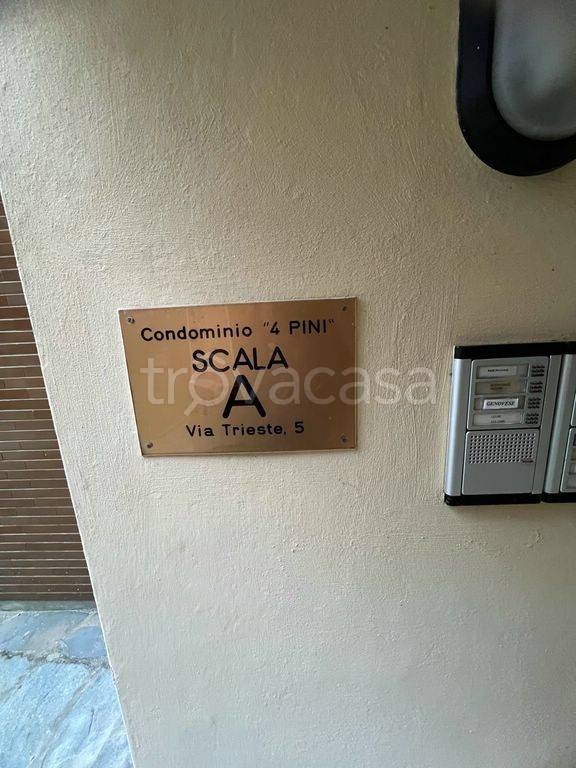 Condominio "4 PINI"
SCALA
A
Via Trieste, 5
trovacasa
GENOVESE